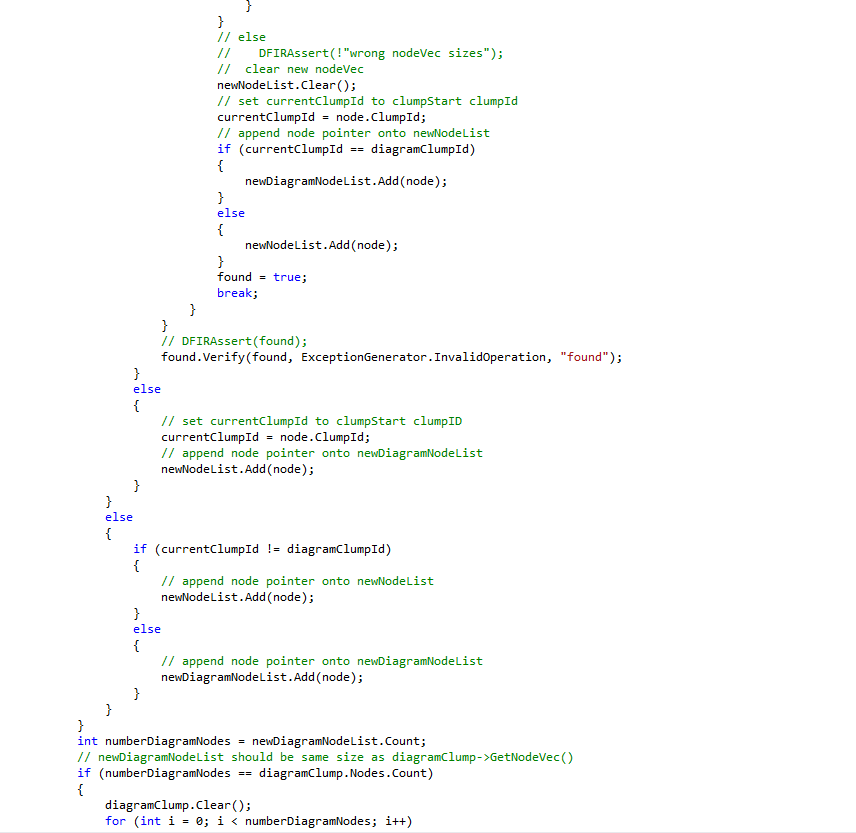 }
                    }
                    // else
                    //    DFIRAssert(!"wrong nodeVec sizes");
                    //  clear new nodeVec
                    newNodeList.Clear();
                    // set currentClumpId to clumpStart clumpId
                    currentClumpId = node.ClumpId;
                    // append node pointer onto newNodeList
                    if (currentClumpId == diagramClumpId)
                    {
                        newDiagramNodeList.Add(node);
                    }
                    else
                    {
                        newNodeList.Add(node);
                    }
                    found = true;
                    break;
                }
            }
            // DFIRAssert(found);
            found.Verify(found, ExceptionGenerator.InvalidOperation, "found");
        }
        else
        {
            // set currentClumpId to clumpStart clumpID
            currentClumpId = node.ClumpId;
            // append node pointer onto newDiagramNodeList
            newNodeList.Add(node);
        }
    }
    else
    {
        if (currentClumpId != diagramClumpId)
        {
            // append node pointer onto newNodeList
            newNodeList.Add(node);
        }
        else
        {
            // append node pointer onto newDiagramNodeList
            newDiagramNodeList.Add(node);
        }
    }
}
int numberDiagramNodes = newDiagramNodeList.Count;
// newDiagramNodeList should be same size as diagramClump->GetNodeVec()
if (numberDiagramNodes == diagramClump.Nodes.Count)
{
    diagramClump.Clear();
    for (int i = 0; i < numberDiagramNodes; i++)